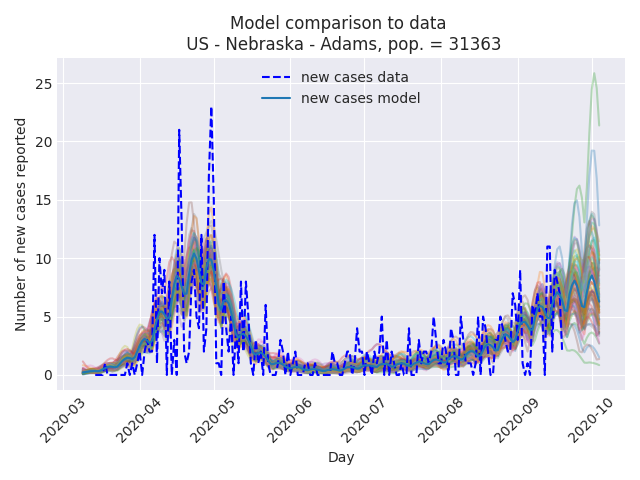 Model comparison to data
US - Nebraska - Adams, pop. = 31363
new cases data
new cases model
Number of new cases reported
25
20
15
10
5
0
2020-03
2020-04
2020-05
2020-06
2020-07
2020-08
2020-09
2020-10
Day